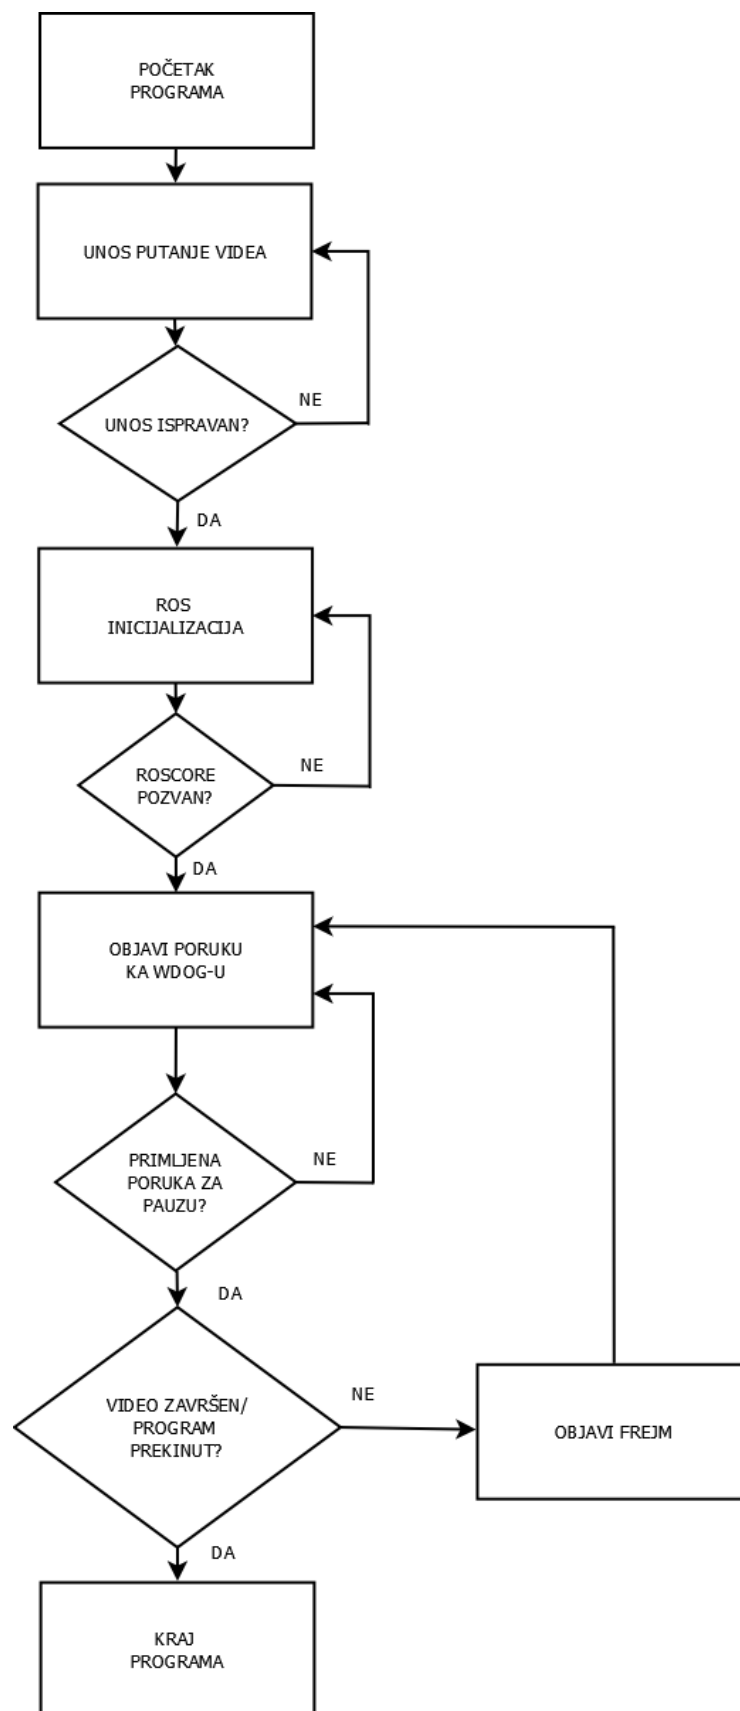 POČETAK
PROGRAMA
UNOS PUTANJE VIDEA
NE
UNOS ISPRAVAN?
DA
ROS
INICIJALIZACIJA
NE
ROSCORE
POZVAN?
DA
OBJAVI PORUKU
KA WDOG-U
PRIMLJENA
PORUKA ZA
PAUZU?
NE
DA
VIDEO ZAVRŠEN/
PROGRAM
PREKINUT?
NE
OBJAVI FREJM
DA
KRAJ
PROGRAMA